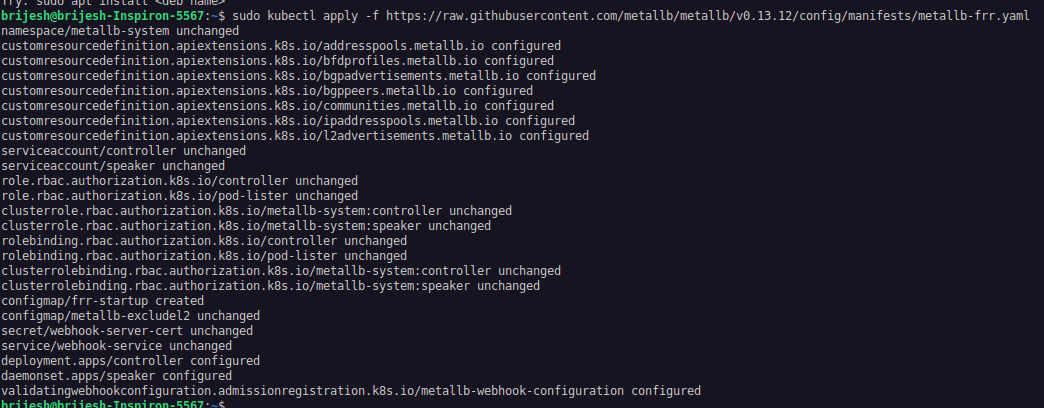 Try: sudo apt install <deb name>
brijesh@brijesh-Inspiron-5567:~$ sudo kubectl apply -f https://raw.githubusercontent.com/metallb/metallb/v0.13.12/config/manifests/metallb-frr.yaml
namespace/metallb-system unchanged
customresourcedefinition.apiextensions.k8s.io/addresspools.metallb.io configured
customresourcedefinition.apiextensions.k8s.io/bfdprofiles.metallb.io configured
customresourcedefinition.apiextensions.k8s.io/bgpadvertisements.metallb.io configured
customresourcedefinition.apiextensions.k8s.io/bgppeers.metallb.io configured
customresourcedefinition.apiextensions.k8s.io/communities.metallb.io configured
customresourcedefinition.apiextensions.k8s.io/ipaddresspools.metallb.io configured
customresourcedefinition.apiextensions.k8s.io/l2advertisements.metallb.io configured
serviceaccount/controller unchanged
serviceaccount/speaker unchanged
role.rbac.authorization.k8s.io/controller unchanged
role.rbac.authorization.k8s.io/pod-lister unchanged
clusterrole.rbac.authorization.k8s.io/metallb-system:controller unchanged
clusterrole.rbac.authorization.k8s.io/metallb-system:speaker unchanged
rolebinding.rbac.authorization.k8s.io/controller unchanged
rolebinding.rbac.authorization.k8s.io/pod-lister unchanged
clusterrolebinding.rbac.authorization.k8s.io/metallb-system:controller unchanged
clusterrolebinding.rbac.authorization.k8s.io/metallb-system:speaker unchanged
configmap/frr-startup created
configmap/metallb-excludel2 unchanged
secret/webhook-server-cert unchanged
service/webhook-service unchanged
deployment.apps/controller configured
daemonset.apps/speaker configured
validatingwebhookconfiguration.admissionregistration.k8s.io/metallb-webhook-configuration configured
brijesh@brijesh-Inspiron-5567:~$